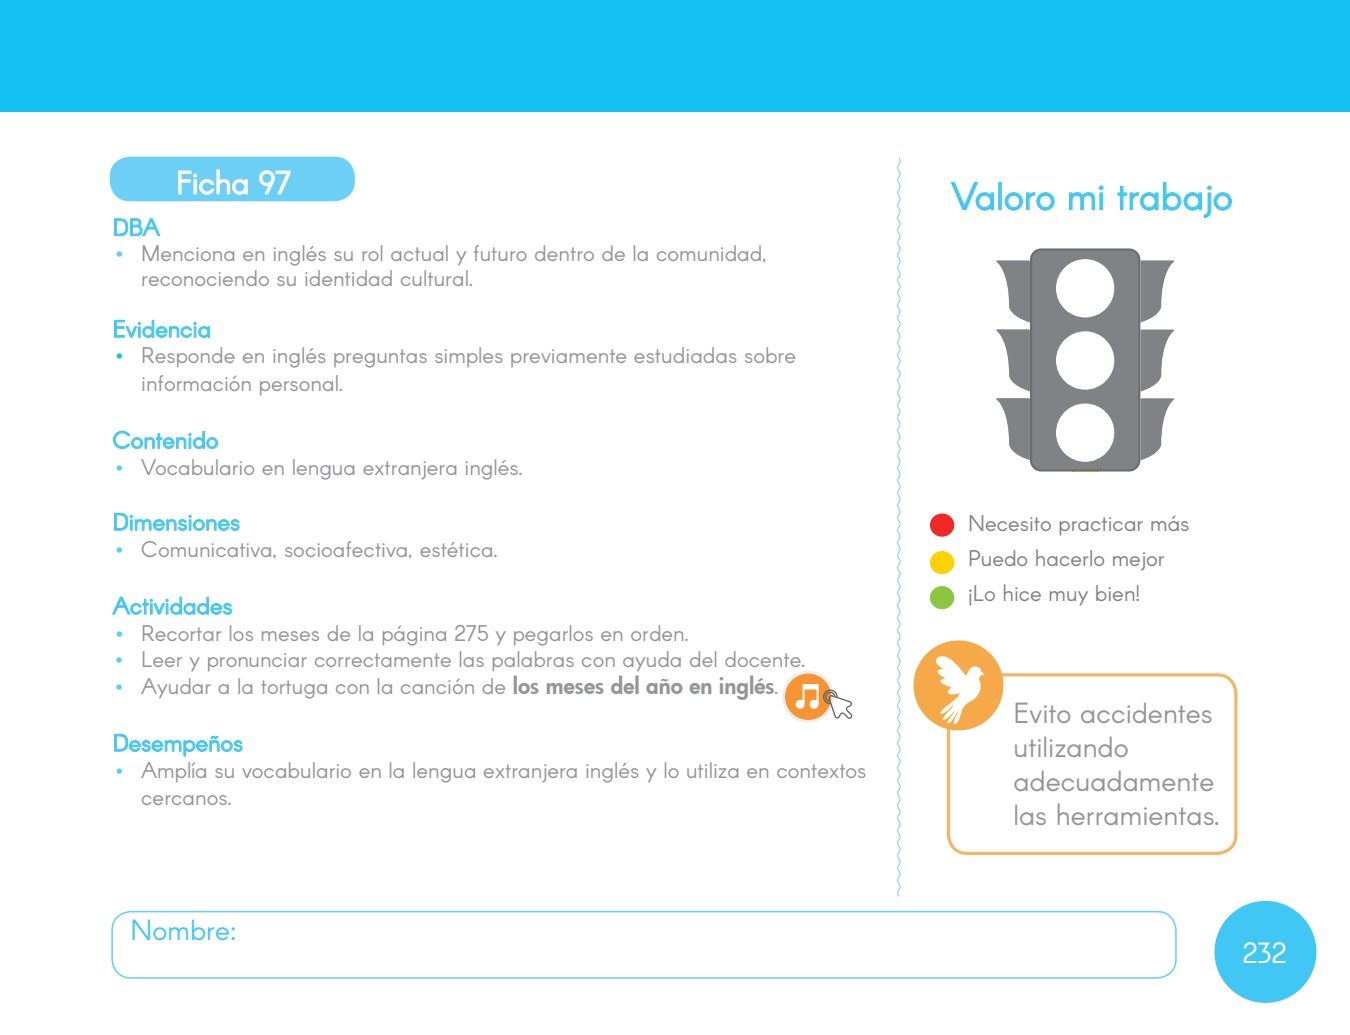 Ficha 97
DBA
• Menciona en inglés su rol actual y futuro dentro de la comunidad,
reconociendo su identidad cultural.
Evidencia
• Responde en inglés preguntas simples previamente estudiadas sobre
información personal.
Contenido
• Vocabulario en lengua extranjera inglés.
Dimensiones
• Comunicativa, socioafectiva, estética.
Actividades
• Recortar los meses de la página 275 y pegarlos en orden.
• Leer y pronunciar correctamente las palabras con ayuda del docente.
• Ayudar a la tortuga con la canción de los meses del año en inglés.
Desempeños
• Amplía su vocabulario en la lengua extranjera inglés y lo utiliza en contextos
cercanos.
Valoro mi trabajo
Necesito practicar más
Puedo hacerlo mejor
¡Lo hice muy bien!
Evito accidentes
utilizando
adecuadamente
las herramientas.
Nombre:
232